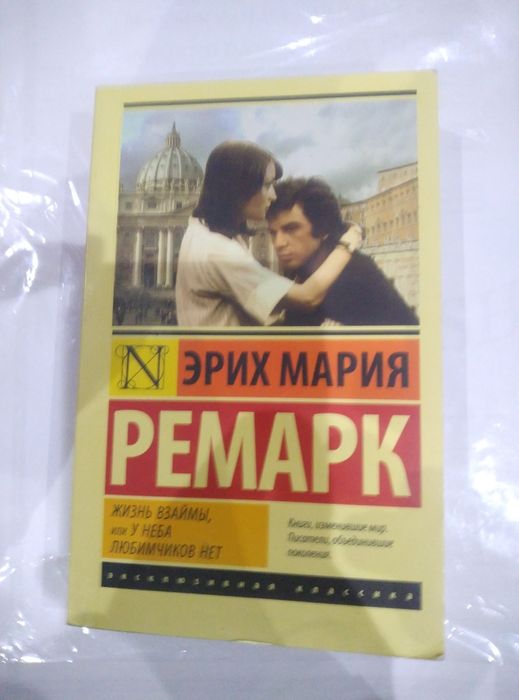 N
ЭРИХ МАРИЯ
РЕМАРК
ЖИЗНЬ ВЗАЙМЫ,
или У НЕБА
ЛЮБИМЧИКОВ НЕТ
Книги, изменившие мир.
Писатели, объединившие
поколения.
эксклюзивная классика